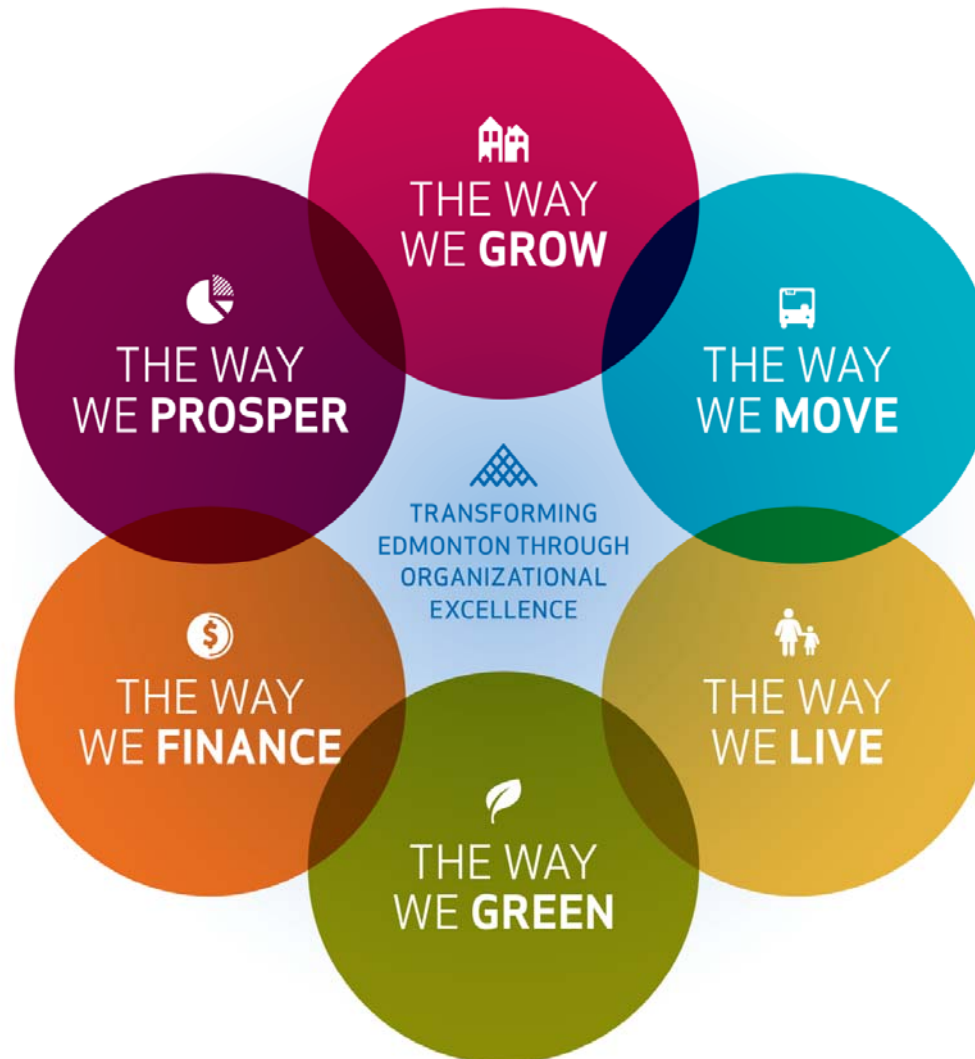 THE WAY
WE GROW
THE WAY
WE PROSPER
THE WAY
WE MOVE
TRANSFORMING
EDMONTON THROUGH
ORGANIZATIONAL
EXCELLENCE
THE WAY
WE FINANCE
THE WAY
WE LIVE
THE WAY
WE GREEN